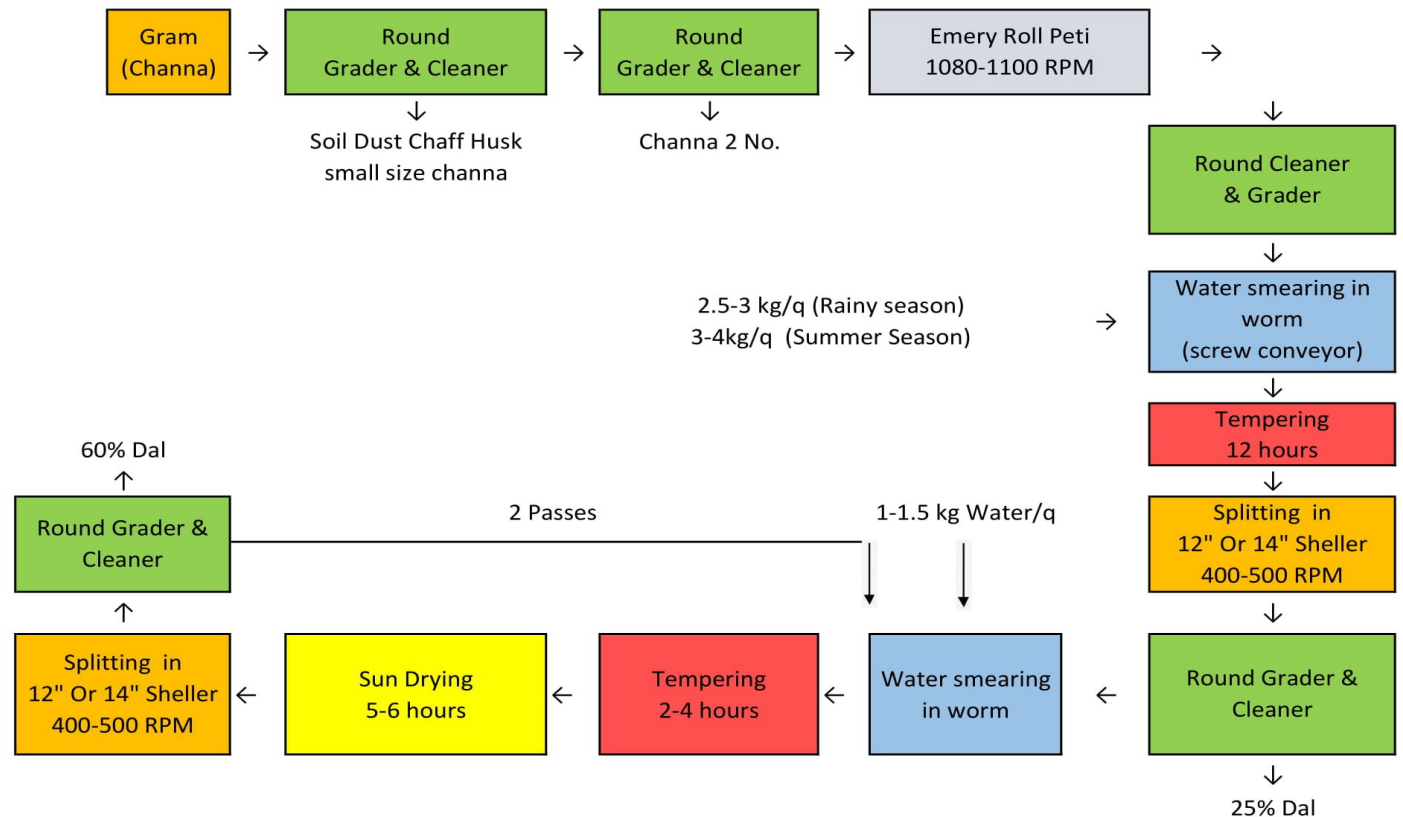 Gram
(Channa)
Round
Grader & Cleaner
Round
Grader & Cleaner
Emery Roll Peti
1080-1100 RPM
Soil Dust Chaff Husk
small size channa
Channa 2 No.
Round Cleaner
& Grader
2.5-3 kg/q (Rainy season)
3-4kg/q (Summer Season)
Water smearing in
worm
(screw conveyor)
Tempering
12 hours
Splitting in
12" Or 14" Sheller
400-500 RPM
Round Grader &
Cleaner
25% Dal
1-1.5 kg Water/q
Water smearing
in worm
Tempering
2-4 hours
Sun Drying
5-6 hours
Splitting in
12" Or 14" Sheller
400-500 RPM
Round Grader &
Cleaner
60% Dal
2 Passes